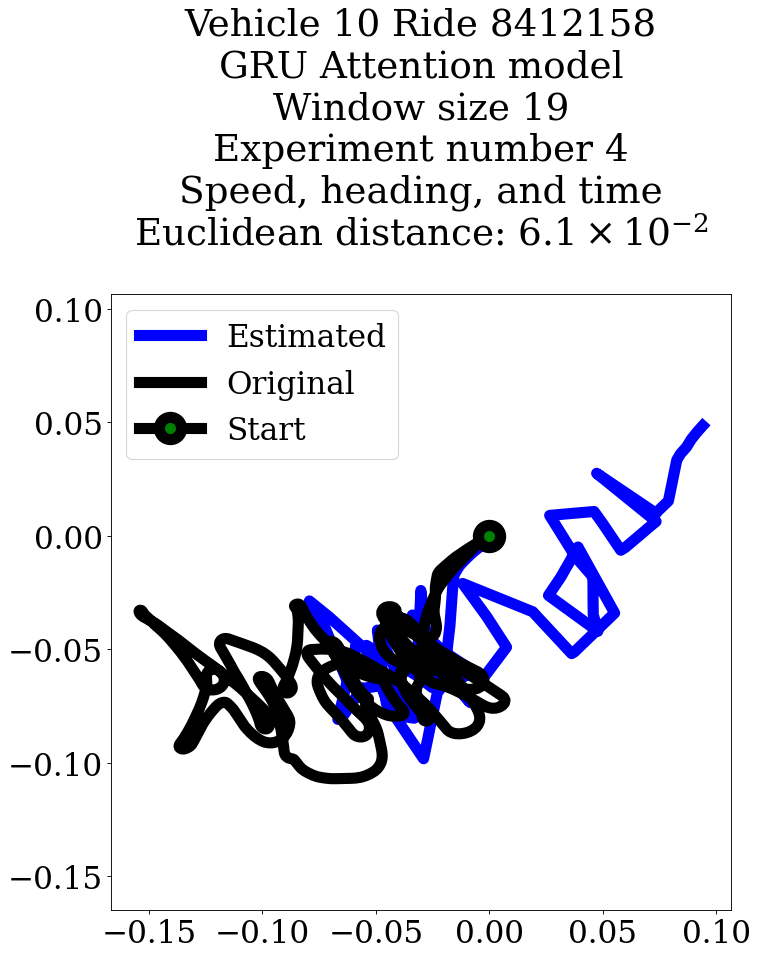 Vehicle 10 Ride 8412158
GRU Attention model
Window size 19
Experiment number 4
Speed, heading, and time
Euclidean distance: 6.1 × 10⁻²
Estimated
Original
Start
0.10
0.05
0.00
−0.05
−0.10
−0.15
−0.15 −0.10 −0.05 0.00 0.05 0.10